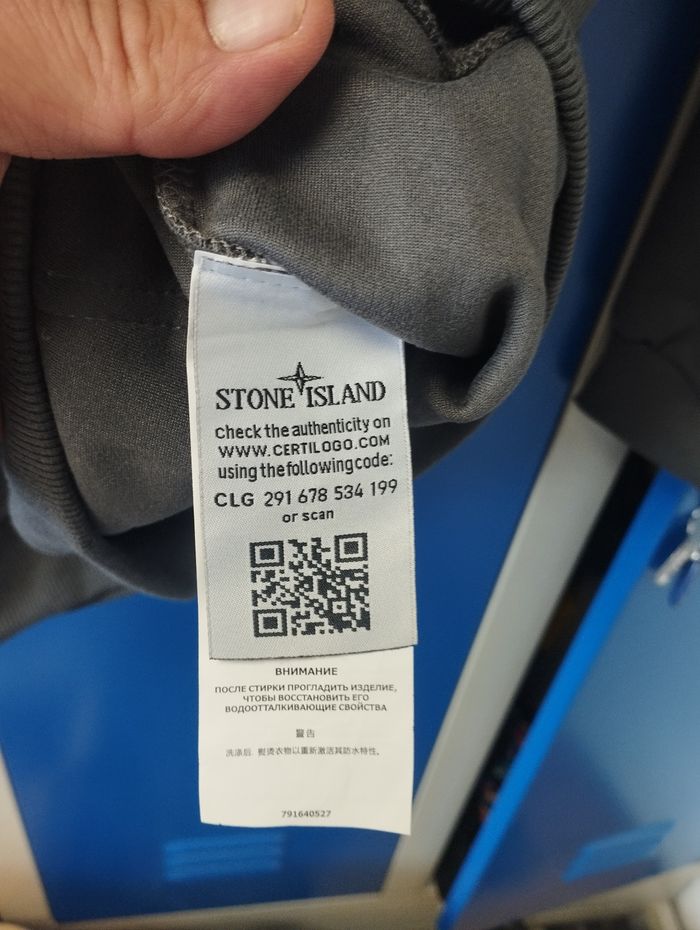 STONE ISLAND
Check the authenticity on
WWW.CERTILOGO.COM
using the following code:
CLG 291 678 534 199
or scan
ВНИМАНИЕ
ПОСЛЕ СТИРКИ ПРОГЛАДИТЬ ИЗДЕЛИЕ,
ЧТОБЫ ВОССТАНОВИТЬ ЕГО
ВОДООТТАЛКИВАЮЩИЕ СВОЙСТВА
警告
洗涤后, 熨烫衣物以重新激活其防水特性。
791640527